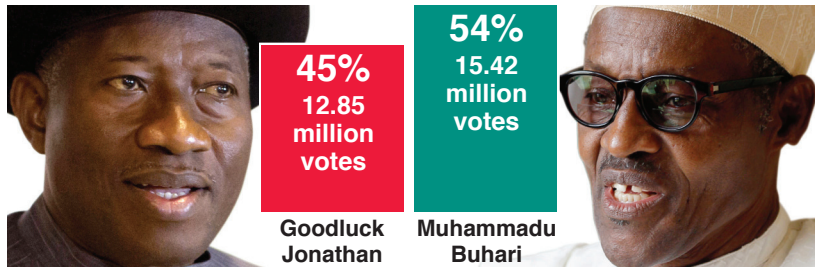 45%
12.85
million
votes
Goodluck
Jonathan
54%
15.42
million
votes
Muhammadu
Buhari